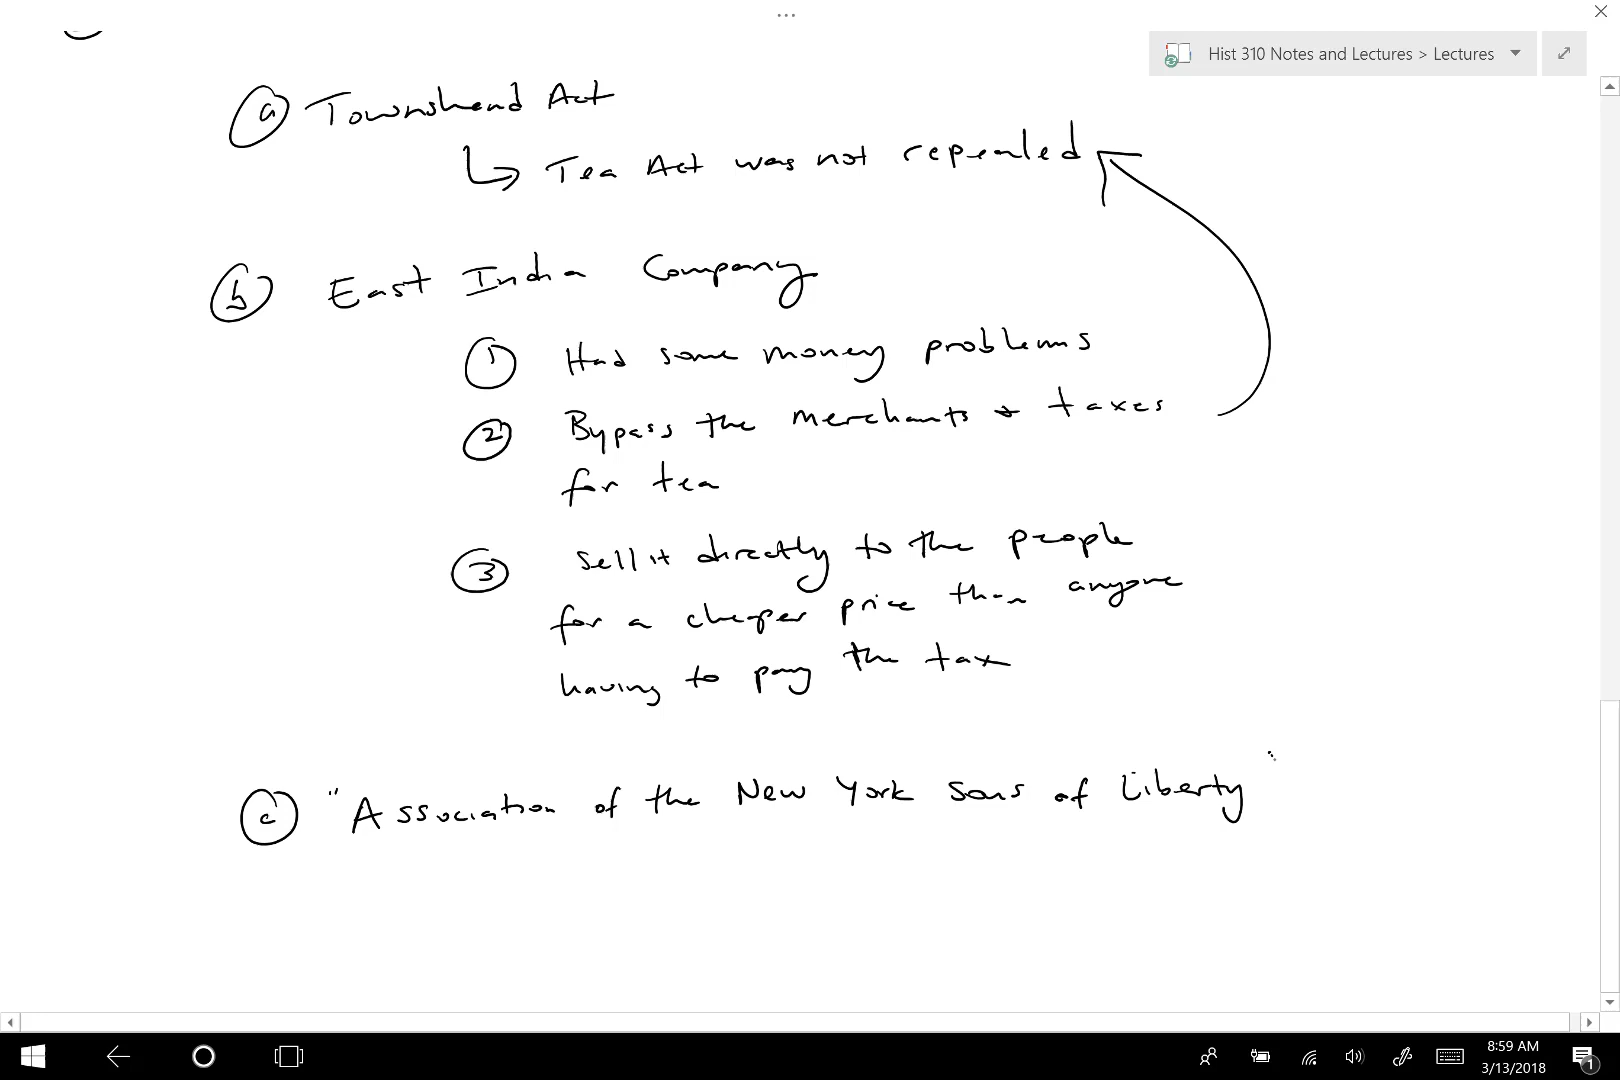 Hist 310 Notes and Lectures > Lectures
a Townshend Act
↳ Tea Act was not repealed
b East India Company
1 Had some money problems
2 Bypass the merchants + taxes
for tea
3 Sell it directly to the people
for a cheaper price than anyone
having to pay the tax
c "Association of the New York Sons of Liberty
8:59 AM
3/13/2018
1